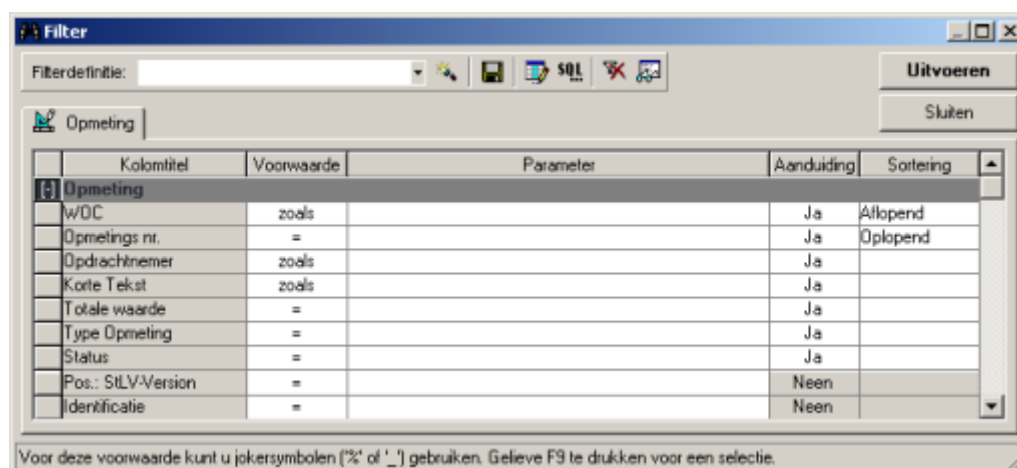 Filter
Filterdefinitie: SQL Uitvoeren
Sluiten
Opmeting
Kolomtitel Voorwaarde Parameter Aanduiding Sortering
[-] Opmeting
WOC zoals Ja Aflopend
Opmetings nr. = Ja Oplopend
Opdrachtnemer zoals Ja
Korte Tekst zoals Ja
Totale waarde = Ja
Type Opmeting = Ja
Status = Ja
Pos.: StLV-Version = Neen
Identificatie = Neen
Voor deze voorwaarde kunt u jokersymbolen ('%' of '_') gebruiken. Gelieve F9 te drukken voor een selectie.